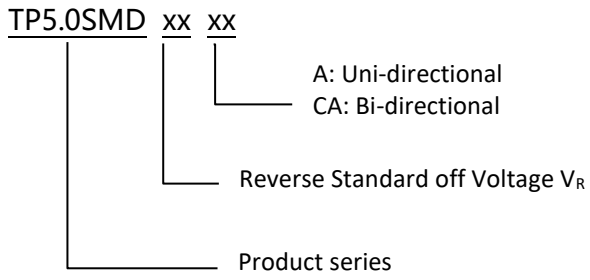 TP5.0SMD xx xx
A: Uni-directional
CA: Bi-directional
Reverse Standard off Voltage VR
Product series